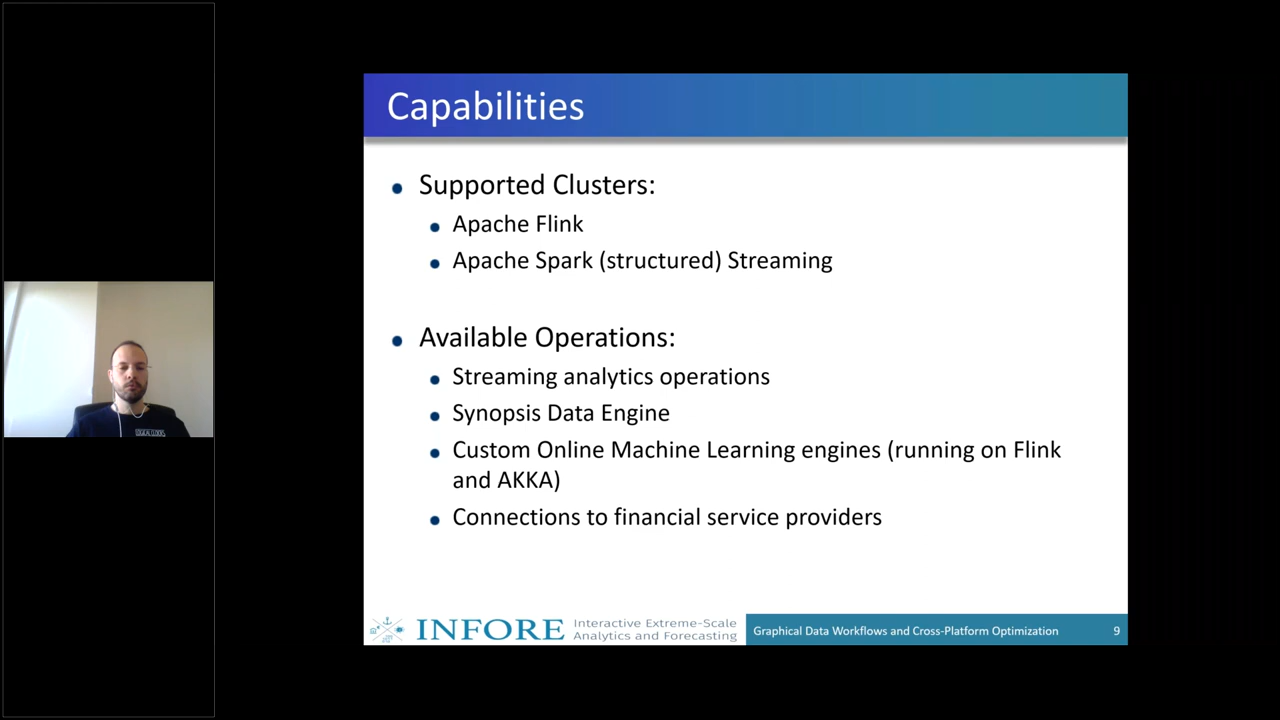 Capabilities
Supported Clusters:
Apache Flink
Apache Spark (structured) Streaming
Available Operations:
Streaming analytics operations
Synopsis Data Engine
Custom Online Machine Learning engines (running on Flink
and AKKA)
Connections to financial service providers
INFORE
Interactive Extreme-Scale
Analytics and Forecasting
Graphical Data Workflows and Cross-Platform Optimization
9
LOGICAL CLOCKS